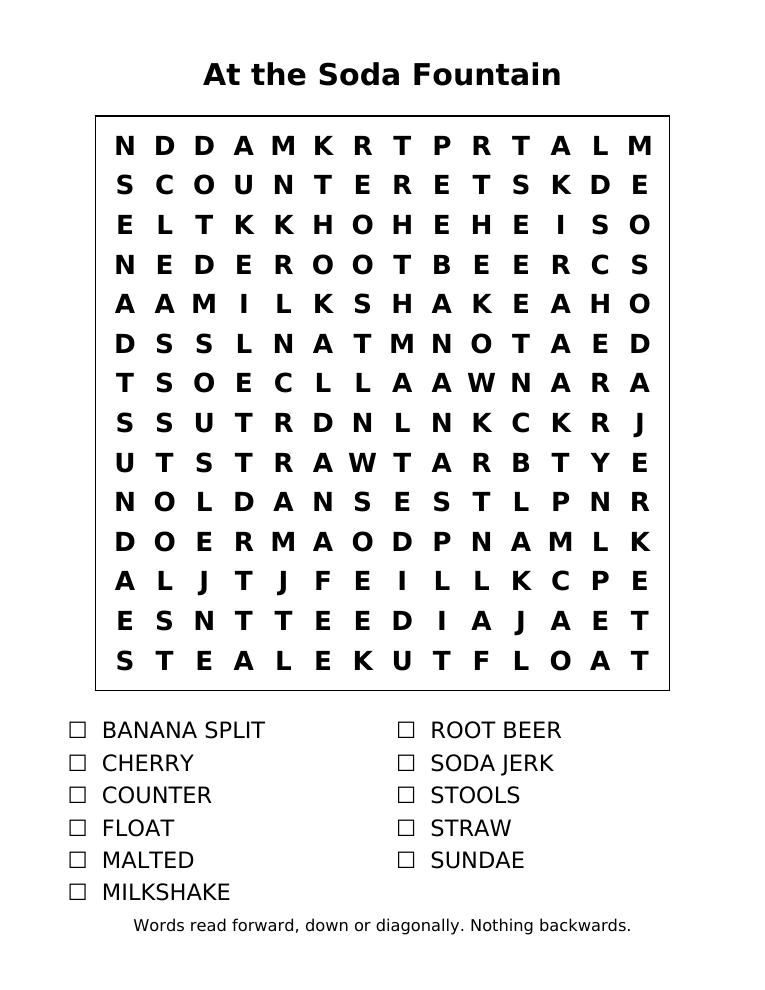 At the Soda Fountain
N D D A M K R T P R T A L M
S C O U N T E R E T S K D E
E L T K K H O H E H E I S O
N E D E R O O T B E E R C S
A A M I L K S H A K E A H O
D S S L N A T M N O T A E D
T S O E C L L A A W N A R A
S S U T R D N L N K C K R J
U T S T R A W T A R B T Y E
N O L D A N S E S T L P N R
D O E R M A O D P N A M L K
A L J T J F E I L L K C P E
E S N T T E E D I A J A E T
S T E A L E K U T F L O A T
☐ BANANA SPLIT
☐ CHERRY
☐ COUNTER
☐ FLOAT
☐ MALTED
☐ MILKSHAKE
☐ ROOT BEER
☐ SODA JERK
☐ STOOLS
☐ STRAW
☐ SUNDAE
Words read forward, down or diagonally. Nothing backwards.